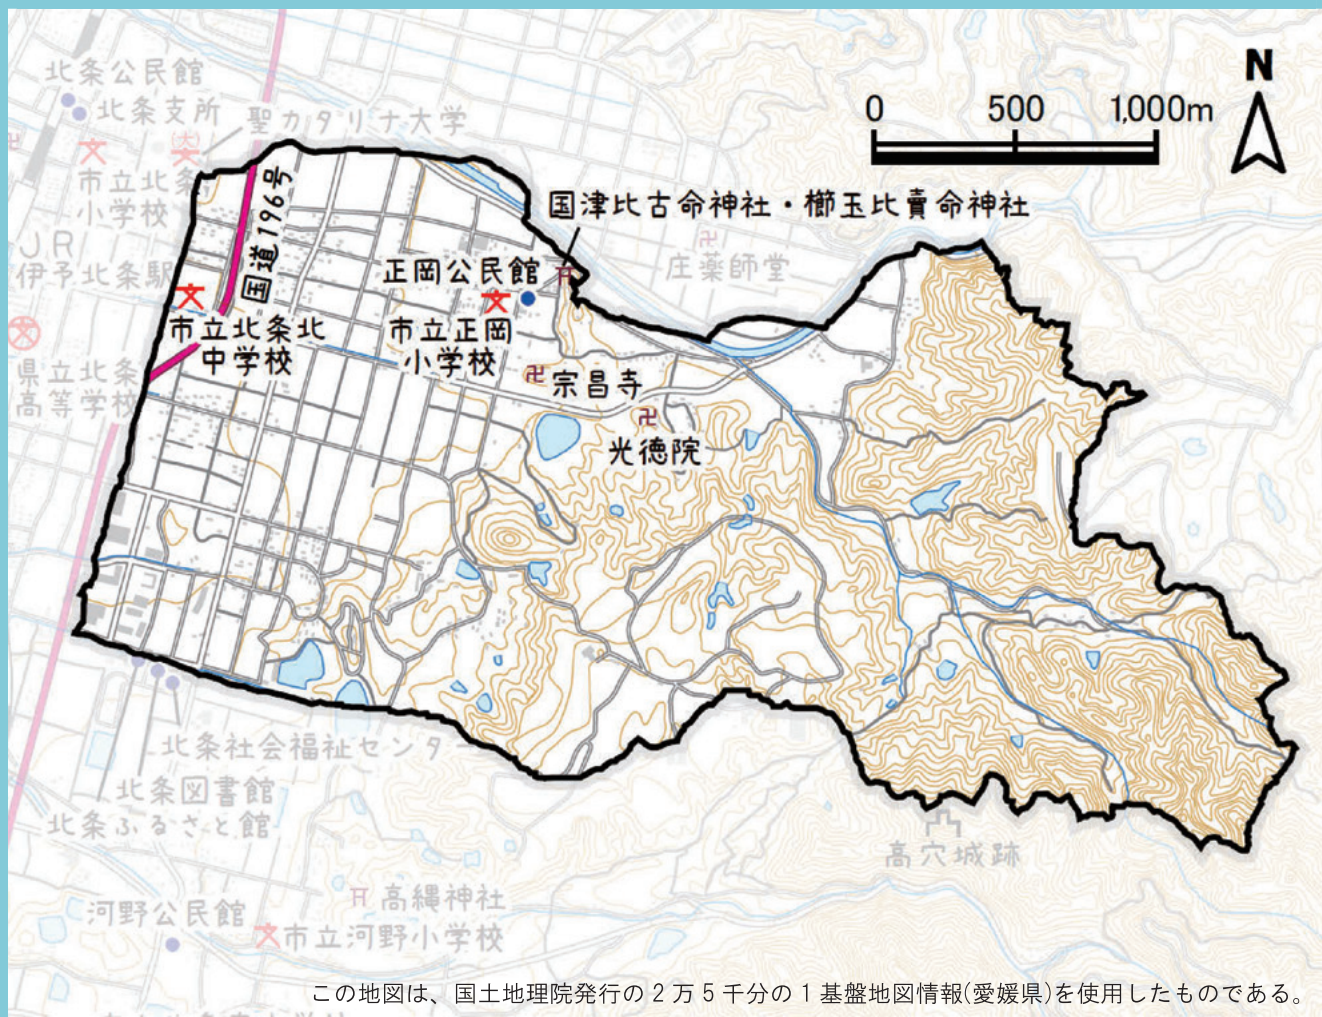 北条公民館
北条支所
聖カタリナ大学
(大)
市立北条
小学校
JR
伊予北条駅
国道196号
N
0 500 1,000m
国津比古命神社・櫛玉比賣命神社
庄薬師堂
正岡公民館
市立北条北
中学校
市立正岡
小学校
県立北条
高等学校
宗昌寺
光徳院
北条社会福祉センター
北条図書館
北条ふるさと館
高穴城跡
高縄神社
河野公民館
市立河野小学校
この地図は、国土地理院発行の2万5千分の1基盤地図情報(愛媛県)を使用したものである。